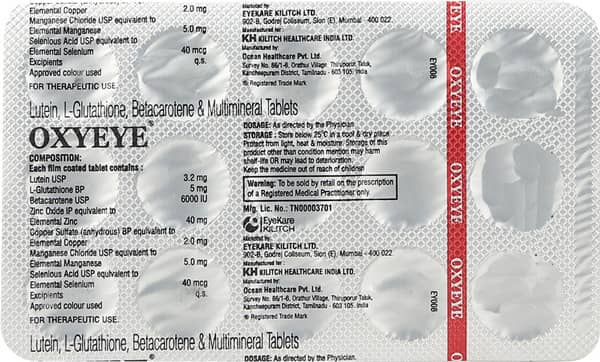 Elemental Copper 2.0 mg
Manganese Chloride USP equivalent to
Elemental Manganese 5.0 mg
Selenious Acid USP equivalent to
Elemental Selenium 40 mcg
Excipients q.s.
Approved colour used
FOR THERAPEUTIC USE.
Marketed by
EYEKARE KILITCH LTD.
902-B, Godrej Coliseum, Sion (E), Mumbai - 400 022
Manufactured for:
KH KILITCH HEALTHCARE INDIA LTD.
Manufactured by:
Ocean Healthcare Pvt. Ltd.
Survey No. 86/1-6, Orathur Village, Thiruporur Taluk,
Kancheepuram District, Tamilnadu - 603 105. India
® Registered Trade Mark
EY008
Lutein, L-Glutathione, Betacarotene & Multimineral Tablets
OXYEYE®
COMPOSITION:
Each film coated tablet contains:
Lutein USP 3.2 mg
L-Glutathione BP 5 mg
Betacarotene USP 6000 IU
Zinc Oxide IP equivalent to
Elemental Zinc 40 mg
Copper Sulfate (anhydrous) BP equivalent to
Elemental Copper 2.0 mg
Manganese Chloride USP equivalent to
Elemental Manganese 5.0 mg
Selenious Acid USP equivalent to
Elemental Selenium 40 mcg
Excipients q.s.
Approved colour used
FOR THERAPEUTIC USE.
DOSAGE: As directed by the Physician
STORAGE: Store below 25°C in a cool & dry place.
Protect from light, heat & moisture. Storage of this
product other than condition mention may harm
shelf-life OR may lead to deterioration.
Keep the medicine out of reach of children
Warning: To be sold by retail on the prescription
of a Registered Medical Practitioner only.
Mfg. Lic. No.: TN00003701
EyeKare
KILITCH
Marketed by
EYEKARE KILITCH LTD.
902-B, Godrej Coliseum, Sion (E), Mumbai - 400 022
Manufactured for:
KH KILITCH HEALTHCARE INDIA LTD.
Manufactured by:
Ocean Healthcare Pvt. Ltd.
Survey No. 86/1-6, Orathur Village, Thiruporur Taluk,
Kancheepuram District, Tamilnadu - 603 105. India
® Registered Trade Mark
EY008
Lutein, L-Glutathione, Betacarotene & Multimineral Tablets
®
DOSAGE: As directed by the Physician.
OXYEYE
OXYEYE
OXYEYE
OXYEYE